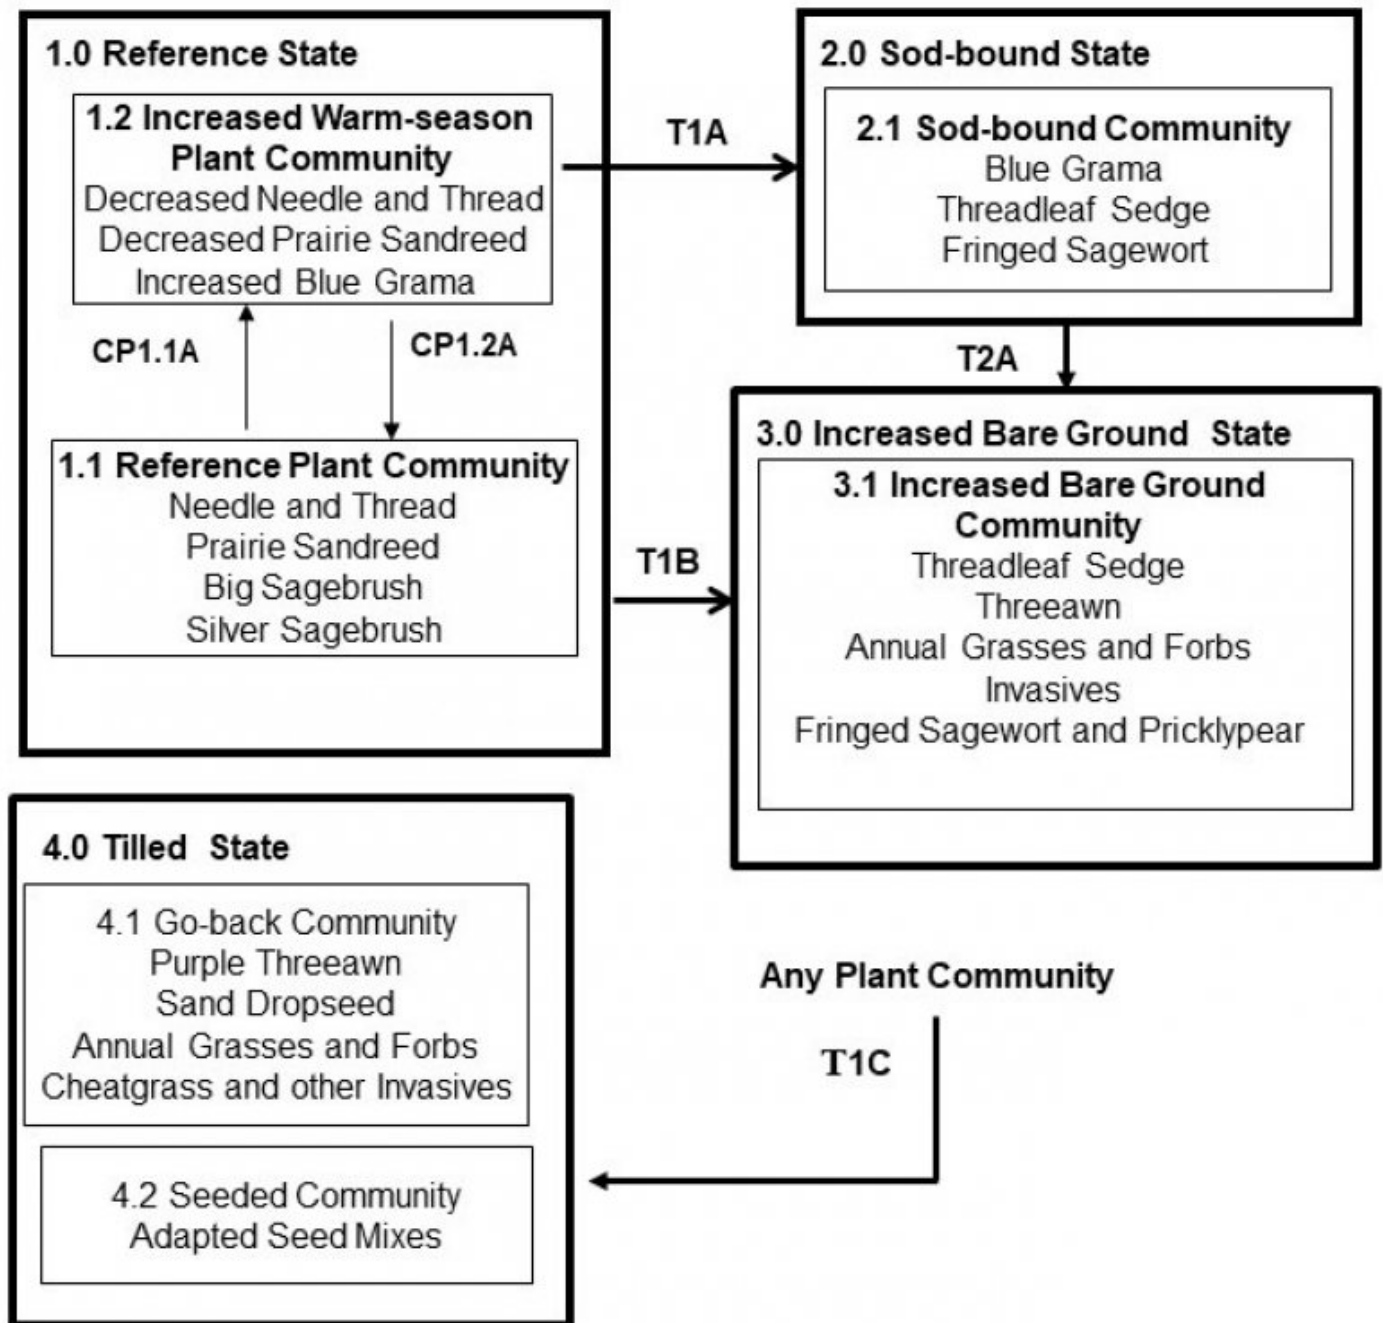 1.0 Reference State
1.2 Increased Warm-season
Plant Community
Decreased Needle and Thread
Decreased Prairie Sandreed
Increased Blue Grama
CP1.1A
CP1.2A
1.1 Reference Plant Community
Needle and Thread
Prairie Sandreed
Big Sagebrush
Silver Sagebrush
T1A
2.0 Sod-bound State
2.1 Sod-bound Community
Blue Grama
Threadleaf Sedge
Fringed Sagewort
T2A
T1B
3.0 Increased Bare Ground State
3.1 Increased Bare Ground
Community
Threadleaf Sedge
Threeawn
Annual Grasses and Forbs
Invasives
Fringed Sagewort and Pricklypear
4.0 Tilled State
4.1 Go-back Community
Purple Threeawn
Sand Dropseed
Annual Grasses and Forbs
Cheatgrass and other Invasives
4.2 Seeded Community
Adapted Seed Mixes
Any Plant Community
T1C